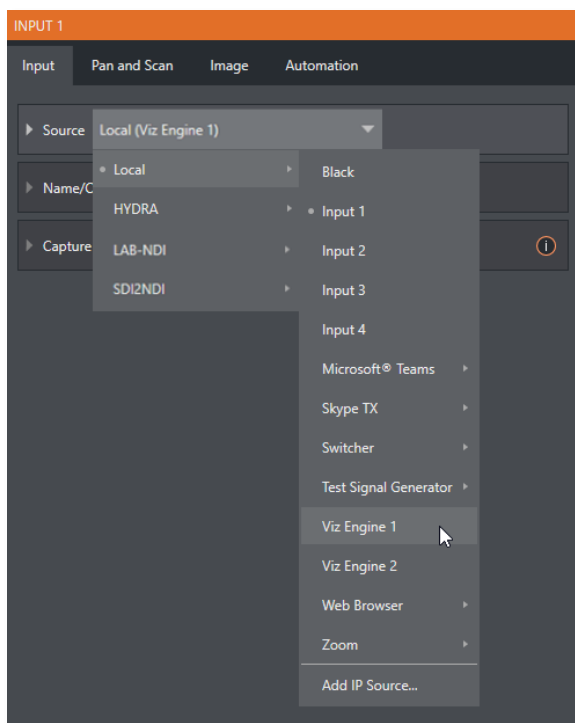 INPUT 1
Input Pan and Scan Image Automation
Source Local (Viz Engine 1)
Name/C
Capture
Local
HYDRA
LAB-NDI
SDI2NDI
Black
Input 1
Input 2
Input 3
Input 4
Microsoft® Teams
Skype TX
Switcher
Test Signal Generator
Viz Engine 1
Viz Engine 2
Web Browser
Zoom
Add IP Source...